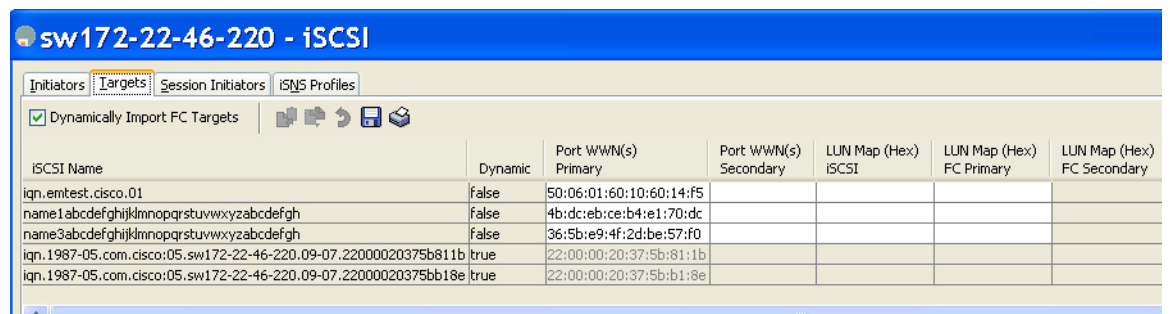 sw172-22-46-220 - iSCSI
Initiators Targets Session Initiators iSNS Profiles
Dynamically Import FC Targets
Port WWN(s) Port WWN(s) LUN Map (Hex) LUN Map (Hex) LUN Map (Hex)
iSCSI Name Dynamic Primary Secondary iSCSI FC Primary FC Secondary
iqn.emtest.cisco.01 false 50:06:01:60:10:60:14:f5
name1abcdefghijklmnopqrstuvwxyzabcdefgh false 4b:dc:eb:ce:b4:e1:70:dc
name3abcdefghijklmnopqrstuvwxyzabcdefgh false 36:5b:e9:4f:2d:be:57:f0
iqn.1987-05.com.cisco:05.sw172-22-46-220.09-07.22000020375b811b true 22:00:00:20:37:5b:81:1b
iqn.1987-05.com.cisco:05.sw172-22-46-220.09-07.22000020375bb18e true 22:00:00:20:37:5b:b1:8e